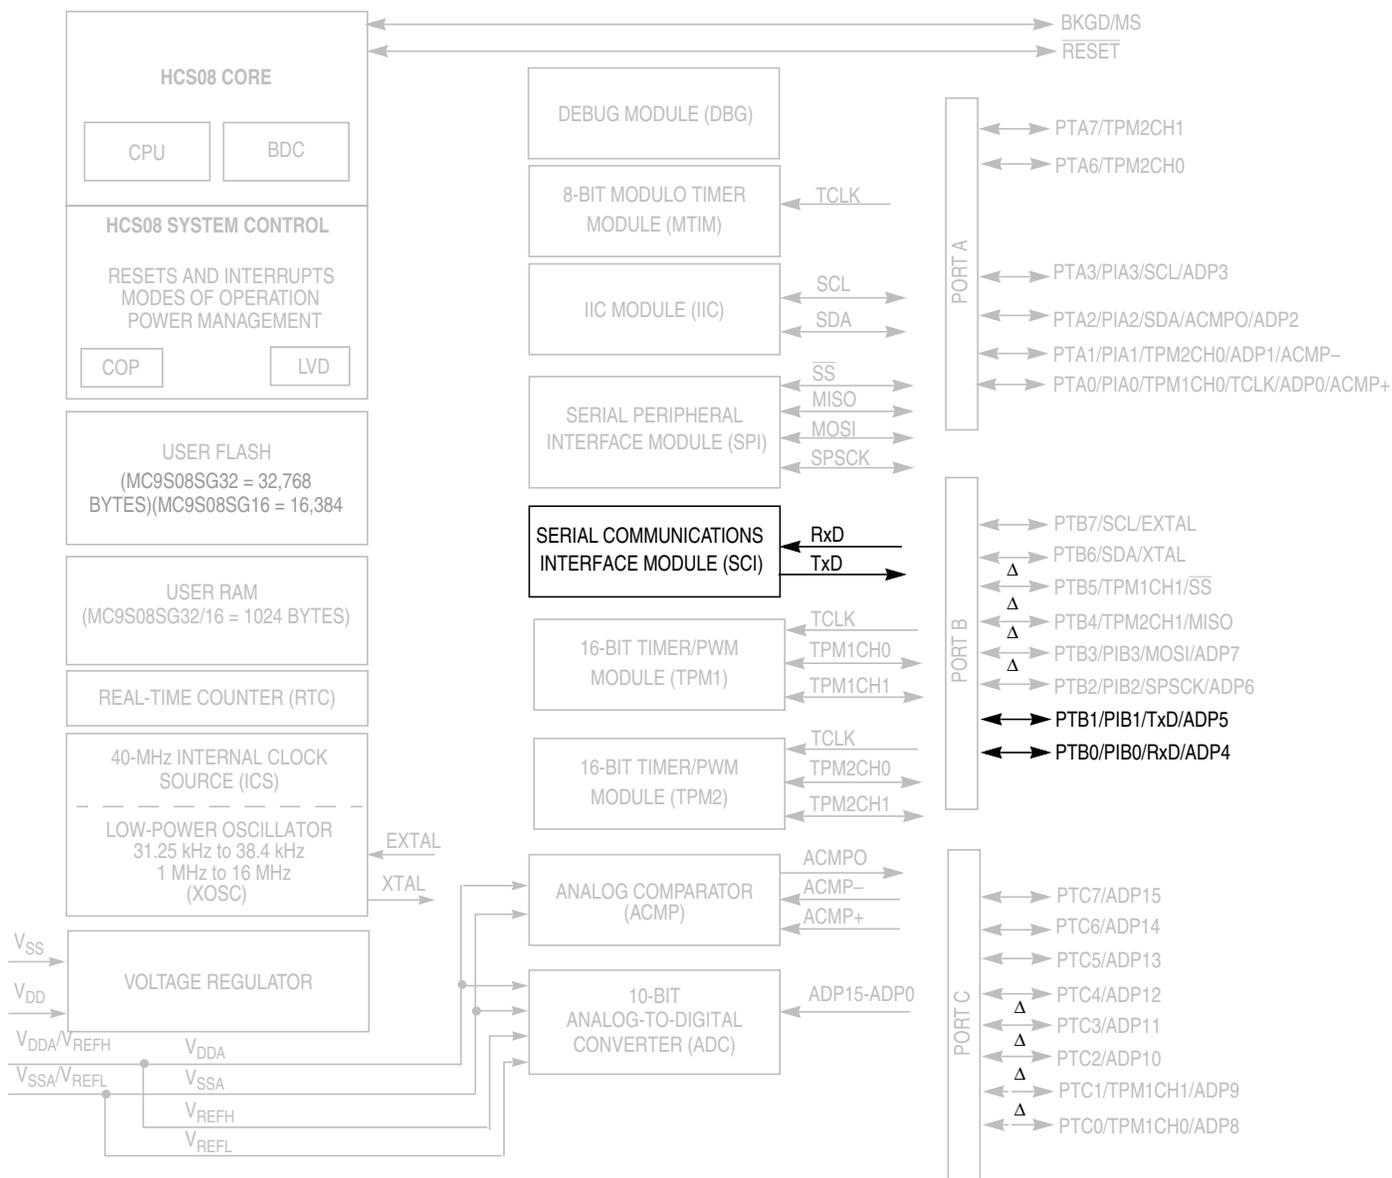 BKGD/MS
RESET
HCS08 CORE
CPU
BDC
HCS08 SYSTEM CONTROL
RESETS AND INTERRUPTS
MODES OF OPERATION
POWER MANAGEMENT
COP
LVD
USER FLASH
(MC9S08SG32 = 32,768
BYTES)(MC9S08SG16 = 16,384
USER RAM
(MC9S08SG32/16 = 1024 BYTES)
REAL-TIME COUNTER (RTC)
40-MHz INTERNAL CLOCK
SOURCE (ICS)
LOW-POWER OSCILLATOR
31.25 kHz to 38.4 kHz
1 MHz to 16 MHz
(XOSC)
EXTAL
XTAL
VSS
VDD
VOLTAGE REGULATOR
VDDA/VREFH
VSSA/VREFL
VDDA
VSSA
VREFH
VREFL
DEBUG MODULE (DBG)
8-BIT MODULO TIMER
MODULE (MTIM)
TCLK
IIC MODULE (IIC)
SCL
SDA
SERIAL PERIPHERAL
INTERFACE MODULE (SPI)
SS
MISO
MOSI
SPSCK
SERIAL COMMUNICATIONS
INTERFACE MODULE (SCI)
RxD
TxD
16-BIT TIMER/PWM
MODULE (TPM1)
TCLK
TPM1CH0
TPM1CH1
16-BIT TIMER/PWM
MODULE (TPM2)
TCLK
TPM2CH0
TPM2CH1
ANALOG COMPARATOR
(ACMP)
ACMPO
ACMP–
ACMP+
10-BIT
ANALOG-TO-DIGITAL
CONVERTER (ADC)
ADP15-ADP0
PORT A
PTA7/TPM2CH1
PTA6/TPM2CH0
PTA3/PIA3/SCL/ADP3
PTA2/PIA2/SDA/ACMPO/ADP2
PTA1/PIA1/TPM2CH0/ADP1/ACMP–
PTA0/PIA0/TPM1CH0/TCLK/ADP0/ACMP+
PORT B
PTB7/SCL/EXTAL
PTB6/SDA/XTAL
Δ
PTB5/TPM1CH1/SS
Δ
PTB4/TPM2CH1/MISO
Δ
PTB3/PIB3/MOSI/ADP7
Δ
PTB2/PIB2/SPSCK/ADP6
PTB1/PIB1/TxD/ADP5
PTB0/PIB0/RxD/ADP4
PORT C
PTC7/ADP15
PTC6/ADP14
PTC5/ADP13
PTC4/ADP12
Δ
PTC3/ADP11
Δ
PTC2/ADP10
Δ
PTC1/TPM1CH1/ADP9
Δ
PTC0/TPM1CH0/ADP8